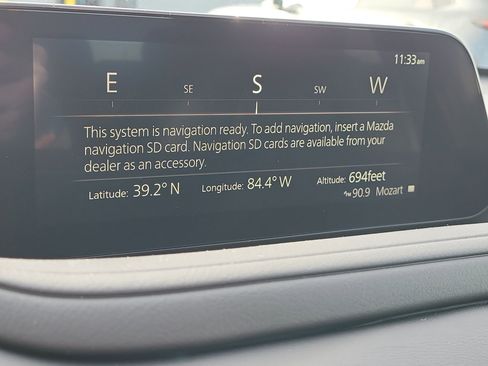 11:33am
E SE S SW W
This system is navigation ready. To add navigation, insert a Mazda
navigation SD card. Navigation SD cards are available from your
dealer as an accessory.
Latitude: 39.2° N Longitude: 84.4° W Altitude: 694feet
FM 90.9 Mozart